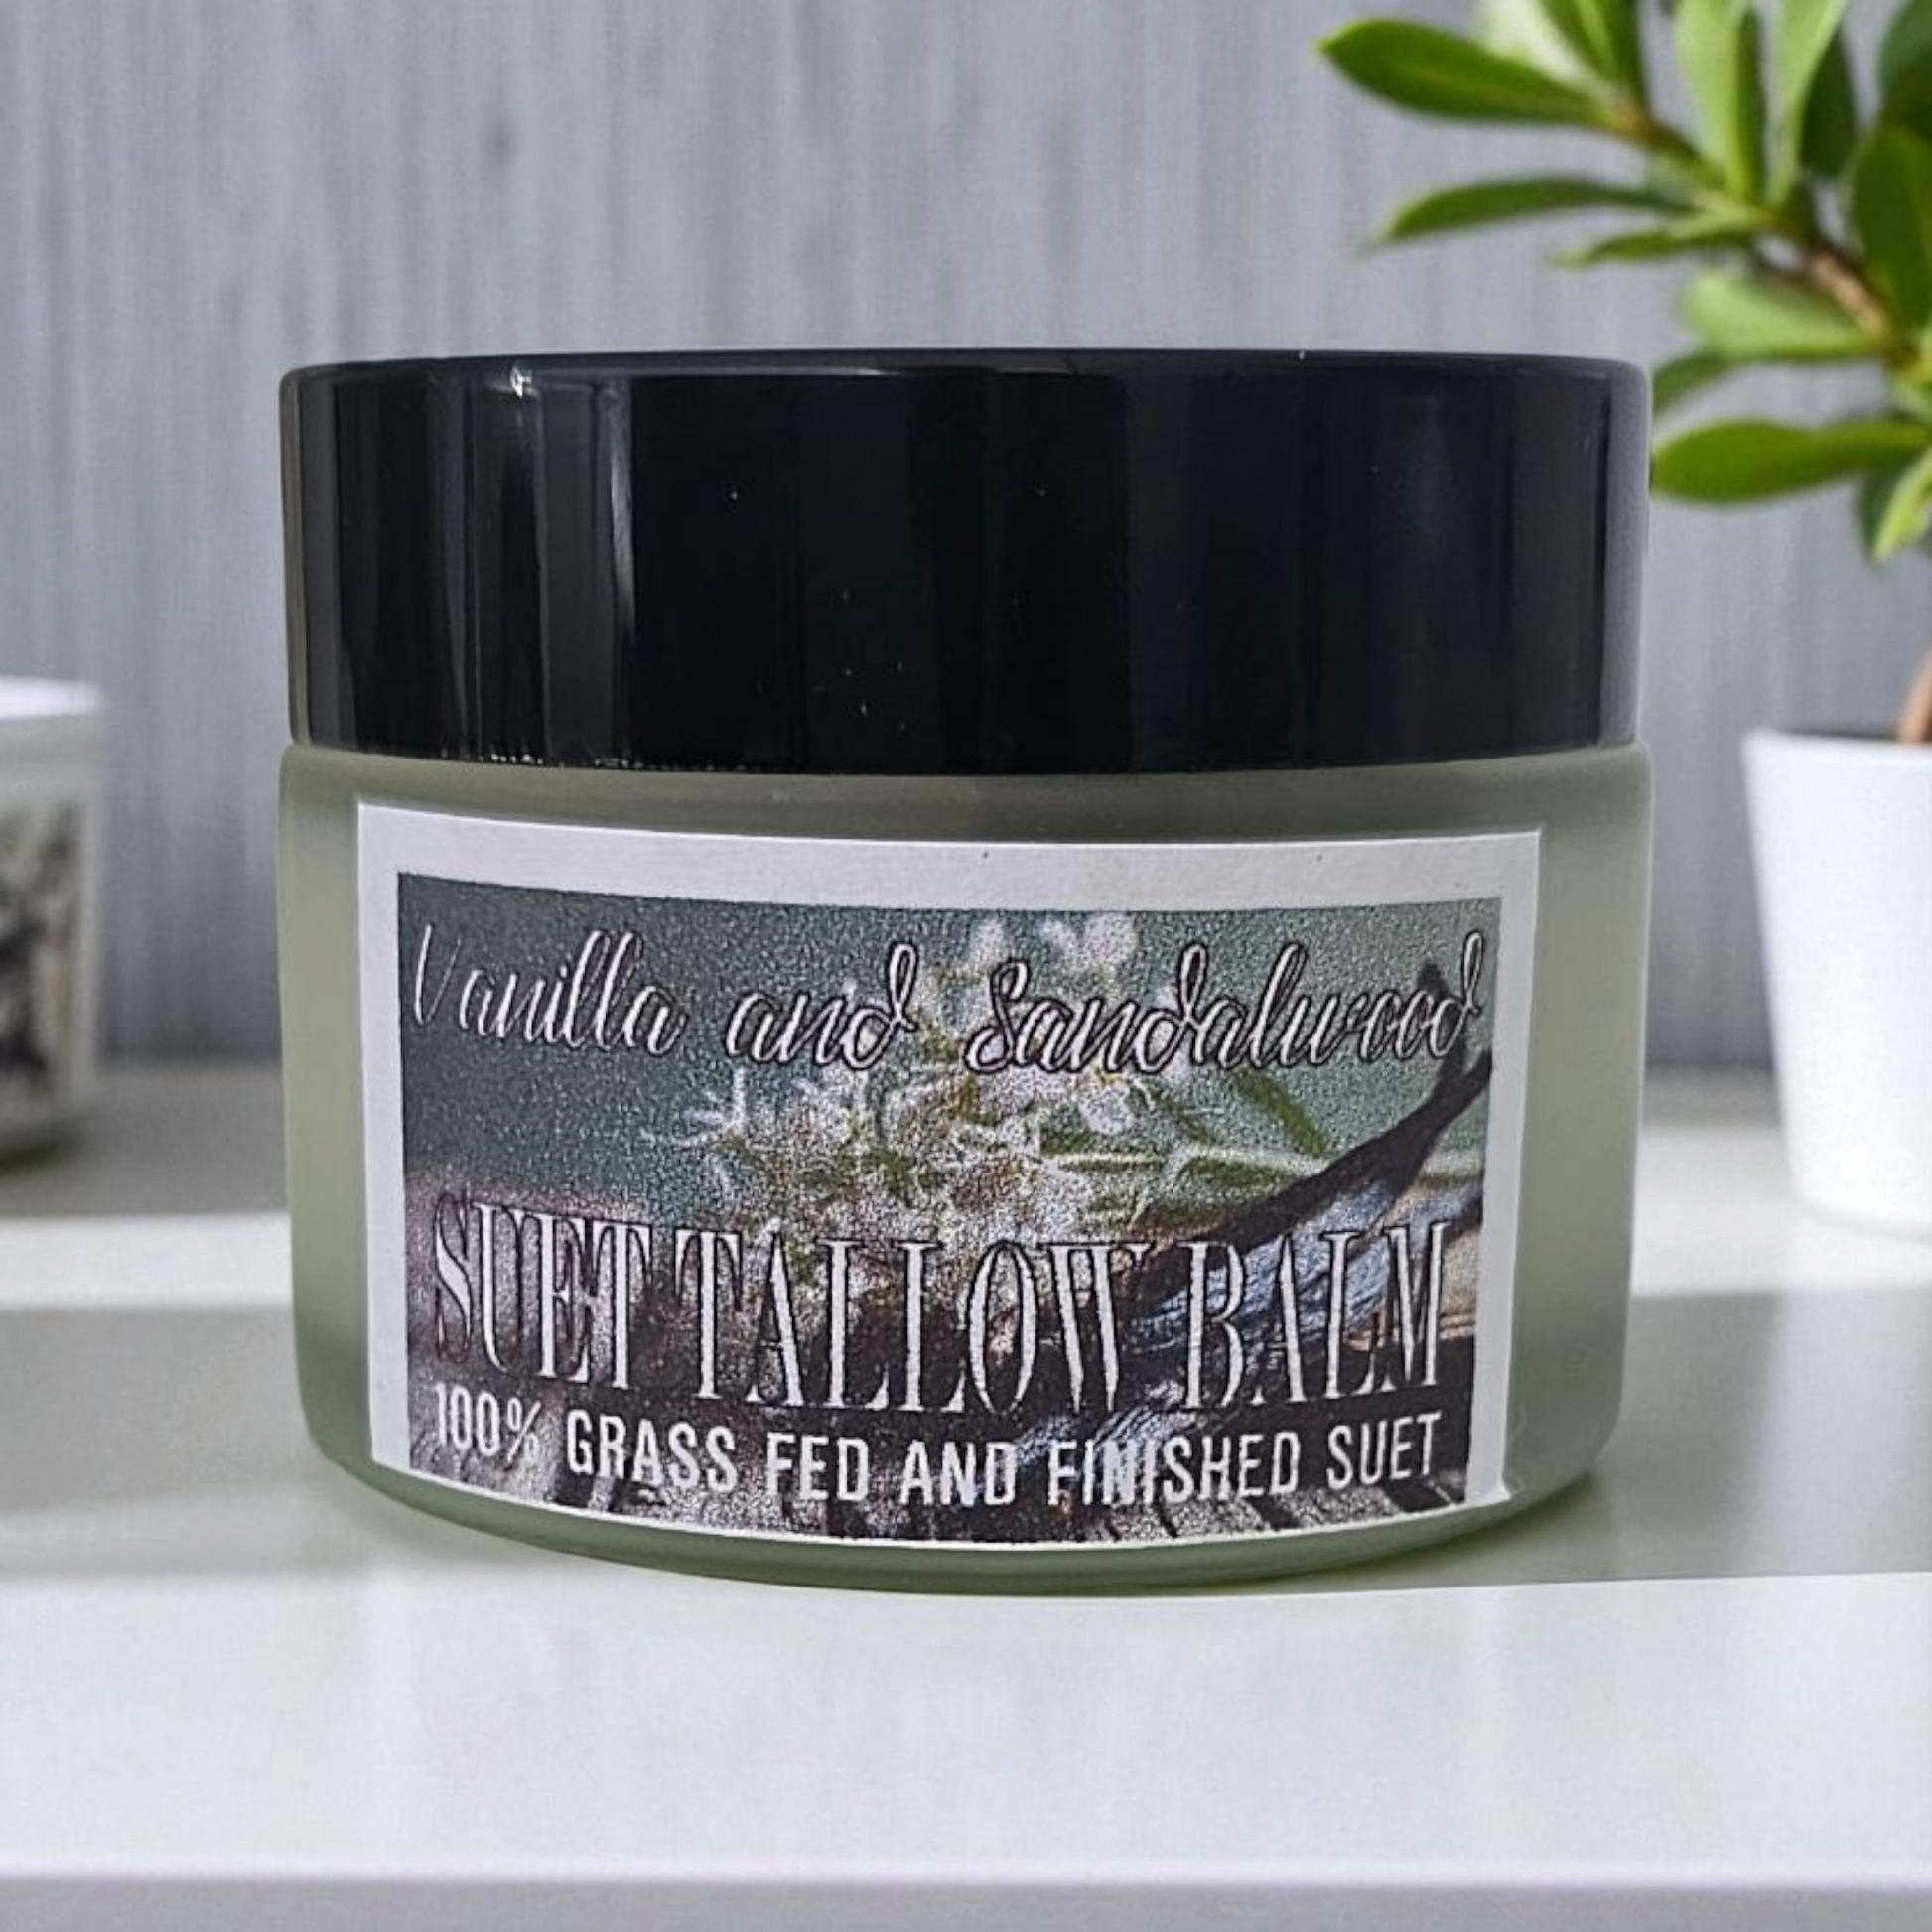 Vanilla and Sandalwood
SUET TALLOW BALM
100% GRASS FED AND FINISHED SUET